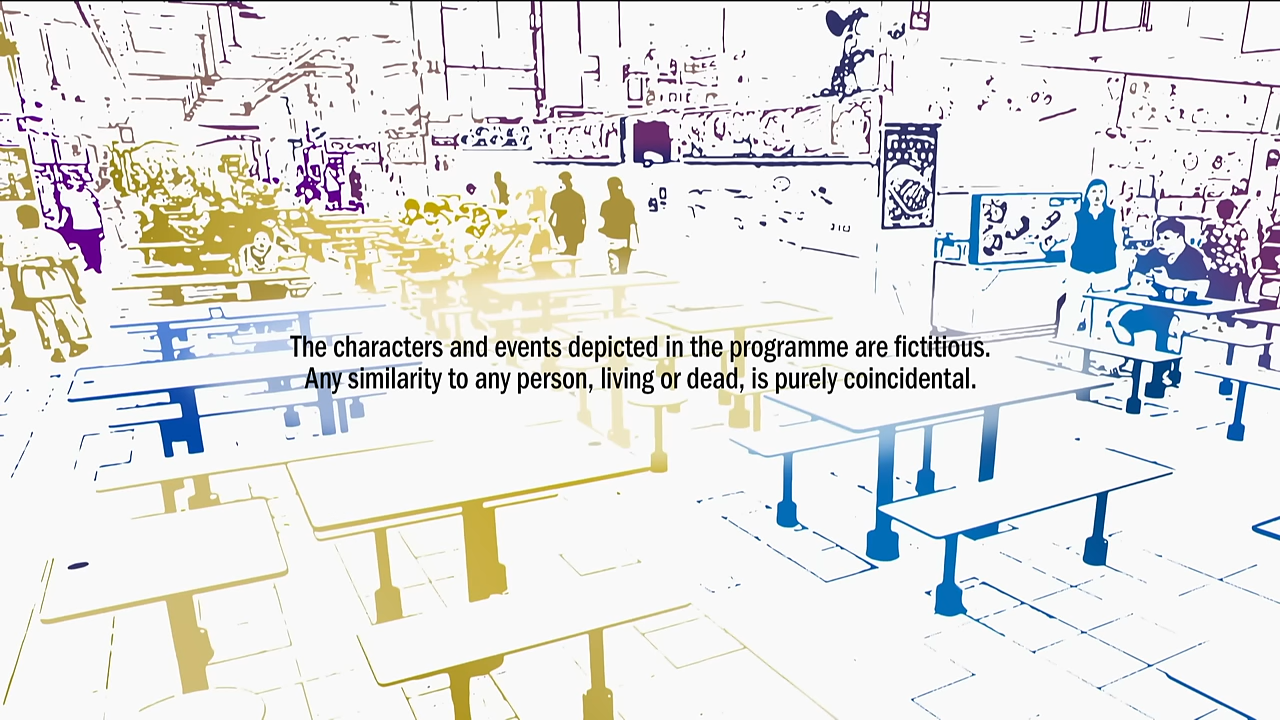 The characters and events depicted in the programme are fictitious.
Any similarity to any person, living or dead, is purely coincidental.